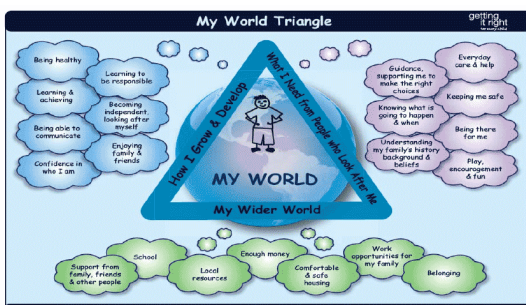 My World Triangle
getting
it right
for every child
Being healthy
Learning to
be responsible
Learning &
achieving
Becoming
independent,
looking after
myself
Being able to
communicate
Enjoying
family &
friends
Confidence in
who I am
How I Grow & Develop
What I Need from People who Look After Me
MY WORLD
My Wider World
Everyday
care & help
Guidance,
supporting me to
make the right
choices
Keeping me safe
Knowing what is
going to happen
& when
Being there
for me
Understanding
my family's history
background &
beliefs
Play,
encouragement
& fun
Support from
family, friends
& other people
School
Local
resources
Enough money
Comfortable
& safe
housing
Work
opportunities for
my family
Belonging